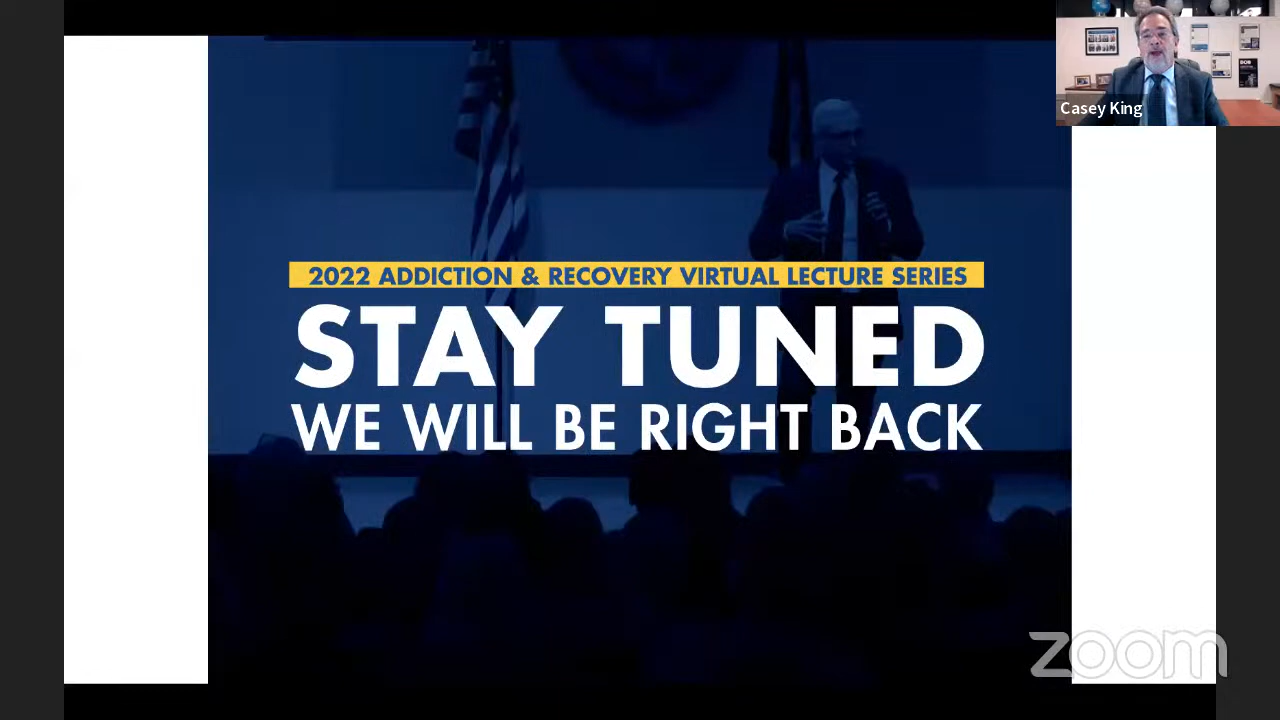 Casey King
2022 ADDICTION & RECOVERY VIRTUAL LECTURE SERIES
STAY TUNED
WE WILL BE RIGHT BACK
zoom